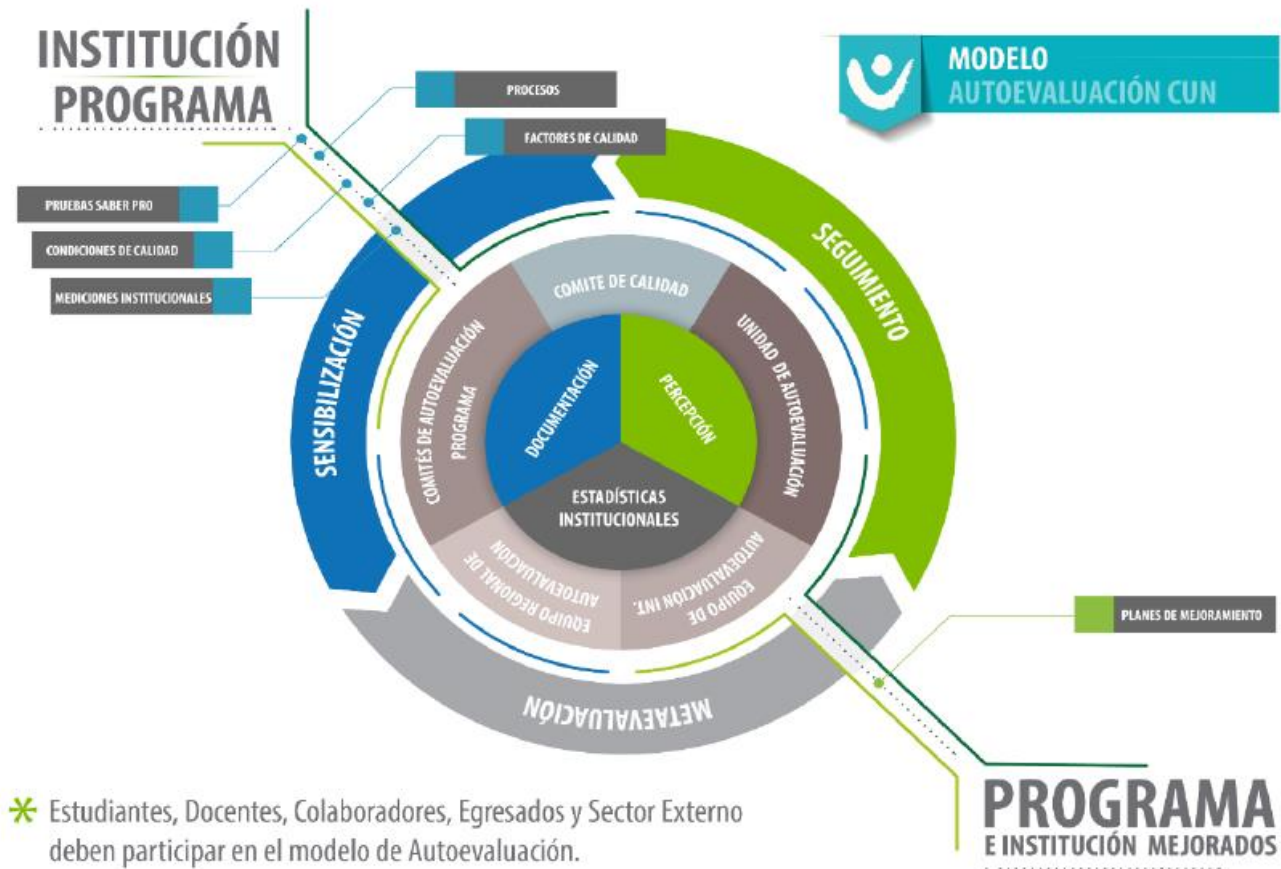 INSTITUCIÓN
PROGRAMA
MODELO
AUTOEVALUACIÓN CUN
PROCESOS
FACTORES DE CALIDAD
PRUEBAS SABER PRO
CONDICIONES DE CALIDAD
MEDICIONES INSTITUCIONALES
SENSIBILIZACIÓN
SEGUIMIENTO
METAEVALUACIÓN
COMITE DE CALIDAD
COMITÉS DE AUTOEVALUACIÓN
PROGRAMA
UNIDAD DE AUTOEVALUACIÓN
DOCUMENTACIÓN
PERCEPCIÓN
ESTADÍSTICAS
INSTITUCIONALES
EQUIPO REGIONAL DE
AUTOEVALUACIÓN
EQUIPO DE
AUTOEVALUACIÓN INT.
PLANES DE MEJORAMIENTO
* Estudiantes, Docentes, Colaboradores, Egresados y Sector Externo
deben participar en el modelo de Autoevaluación.
PROGRAMA
E INSTITUCIÓN MEJORADOS